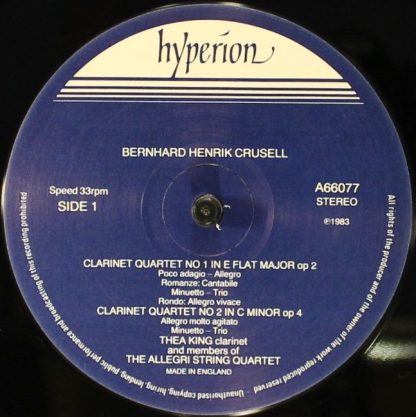 hyperion
BERNHARD HENRIK CRUSELL
Speed 33rpm
SIDE 1
A66077
STEREO
℗1983
CLARINET QUARTET NO 1 IN E FLAT MAJOR op 2
Poco adagio – Allegro
Romanze: Cantabile
Minuetto – Trio
Rondo: Allegro vivace
CLARINET QUARTET NO 2 IN C MINOR op 4
Allegro molto agitato
Minuetto – Trio
THEA KING clarinet
and members of
THE ALLEGRI STRING QUARTET
MADE IN ENGLAND
All rights of the producer and of the owner of the work reproduced reserved – Unauthorised copying, hiring, lending, public performance and broadcasting of this recording prohibited